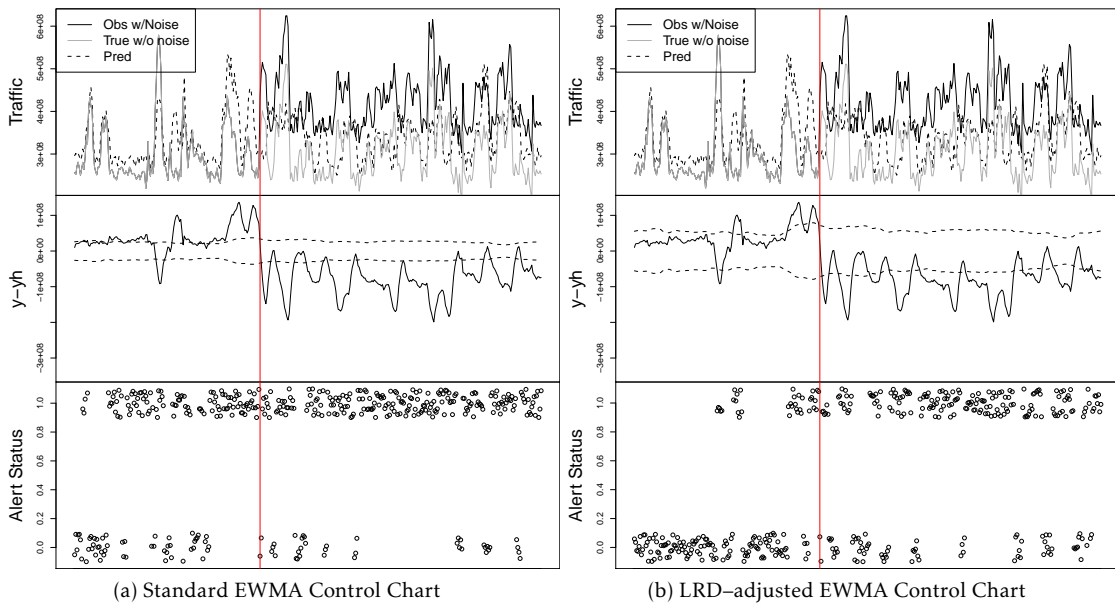 Obs w/Noise
True w/o noise
Pred
Traffic
3e+08
4e+08
5e+08
6e+08
y−yh
−3e+08
−1e+08
0e+00
1e+08
Alert Status
0.0
0.2
0.4
0.6
0.8
1.0
(a) Standard EWMA Control Chart
Obs w/Noise
True w/o noise
Pred
Traffic
3e+08
4e+08
5e+08
6e+08
y−yh
−3e+08
−1e+08
0e+00
1e+08
Alert Status
0.0
0.2
0.4
0.6
0.8
1.0
(b) LRD–adjusted EWMA Control Chart